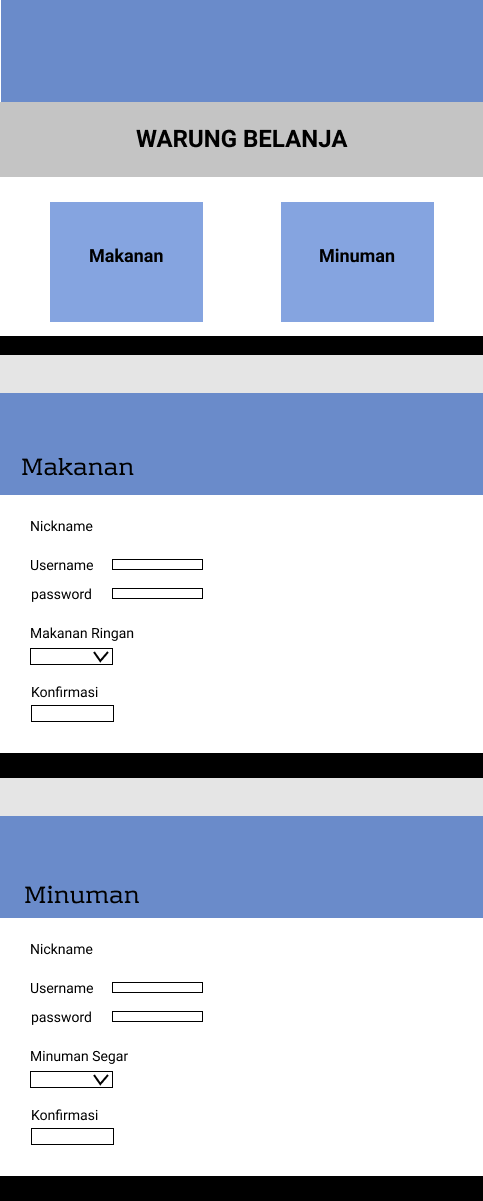 WARUNG BELANJA
Makanan Minuman
Makanan
Nickname
Username
password
Makanan Ringan
Konfirmasi
Minuman
Nickname
Username
password
Minuman Segar
Konfirmasi